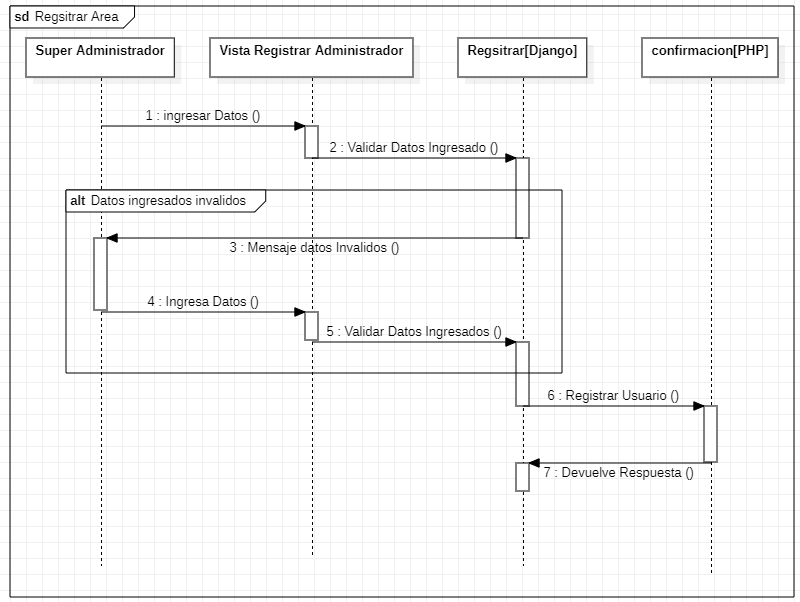 sd Regsitrar Area
Super Administrador
Vista Registrar Administrador
Regsitrar[Django]
confirmacion[PHP]
1 : ingresar Datos ()
2 : Validar Datos Ingresado ()
alt Datos ingresados invalidos
3 : Mensaje datos Invalidos ()
4 : Ingresa Datos ()
5 : Validar Datos Ingresados ()
6 : Registrar Usuario ()
7 : Devuelve Respuesta ()